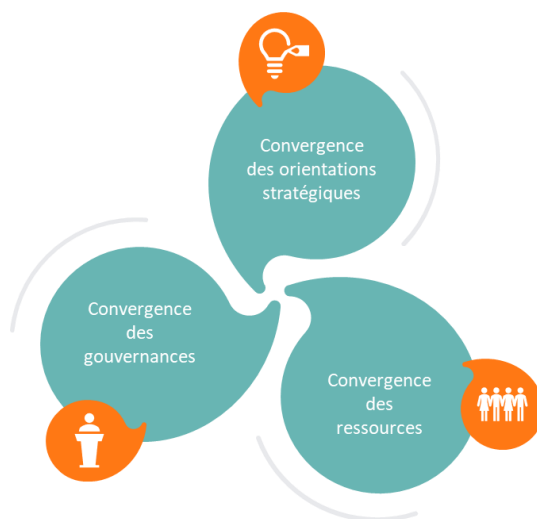 Convergence
des orientations
stratégiques
Convergence
des
gouvernances
Convergence
des
ressources